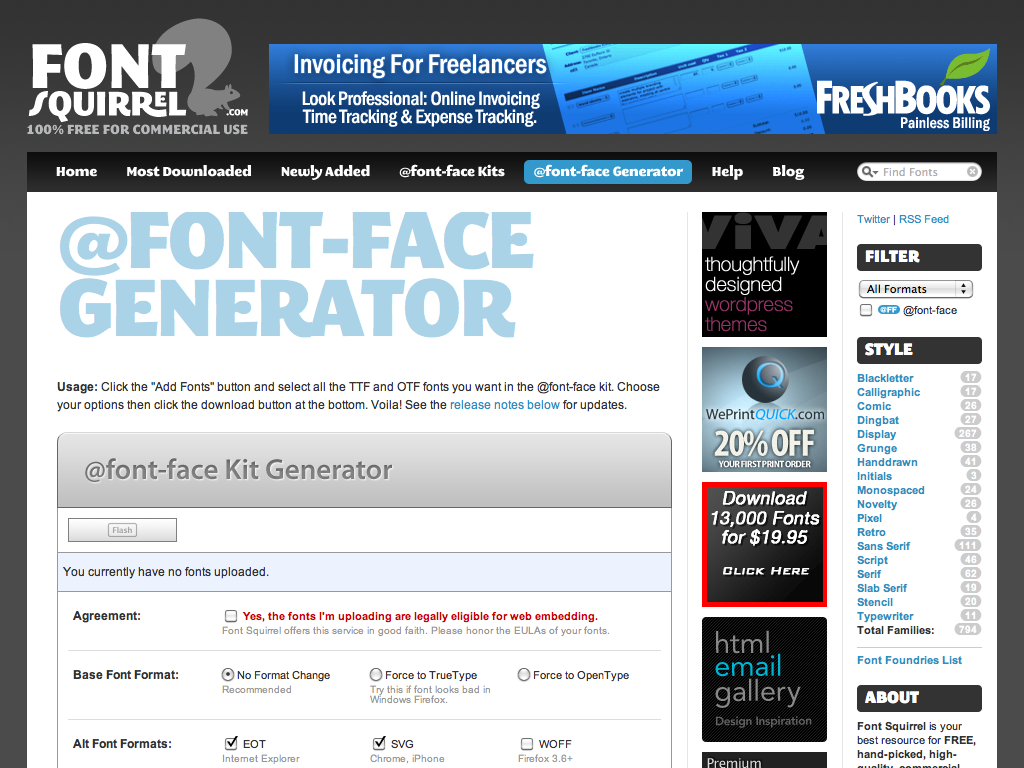 FONT
SQUIRREL.COM
100% FREE FOR COMMERCIAL USE
Invoicing For Freelancers
Look Professional: Online Invoicing
Time Tracking & Expense Tracking.
FRESHBOOKS
Painless Billing
Home Most Downloaded Newly Added @font-face Kits @font-face Generator Help Blog Find Fonts
@FONT-FACE
GENERATOR
Usage: Click the "Add Fonts" button and select all the TTF and OTF fonts you want in the @font-face kit. Choose
your options then click the download button at the bottom. Voila! See the release notes below for updates.
@font-face Kit Generator
Flash
You currently have no fonts uploaded.
Agreement: Yes, the fonts I'm uploading are legally eligible for web embedding.
Font Squirrel offers this service in good faith. Please honor the EULAs of your fonts.
Base Font Format: No Format Change Force to TrueType Force to OpenType
Recommended Try this if font looks bad in
Windows Firefox.
Alt Font Formats: EOT SVG WOFF
Internet Explorer Chrome, iPhone Firefox 3.6+
ViVA
thoughtfully
designed
wordpress
themes
Q
WePrintQUICK.com
20% OFF
YOUR FIRST PRINT ORDER
Download
13,000 Fonts
for $19.95
CLICK HERE
html
email
gallery
Design Inspiration
Premium
Twitter | RSS Feed
FILTER
All Formats
OFF @font-face
STYLE
Blackletter 17
Calligraphic 17
Comic 26
Dingbat 27
Display 267
Grunge 38
Handdrawn 41
Initials 3
Monospaced 24
Novelty 26
Pixel 4
Retro 35
Sans Serif 111
Script 46
Serif 62
Slab Serif 19
Stencil 20
Typewriter 11
Total Families: 794
Font Foundries List
ABOUT
Font Squirrel is your
best resource for FREE,
hand-picked, high-
quality, commercial